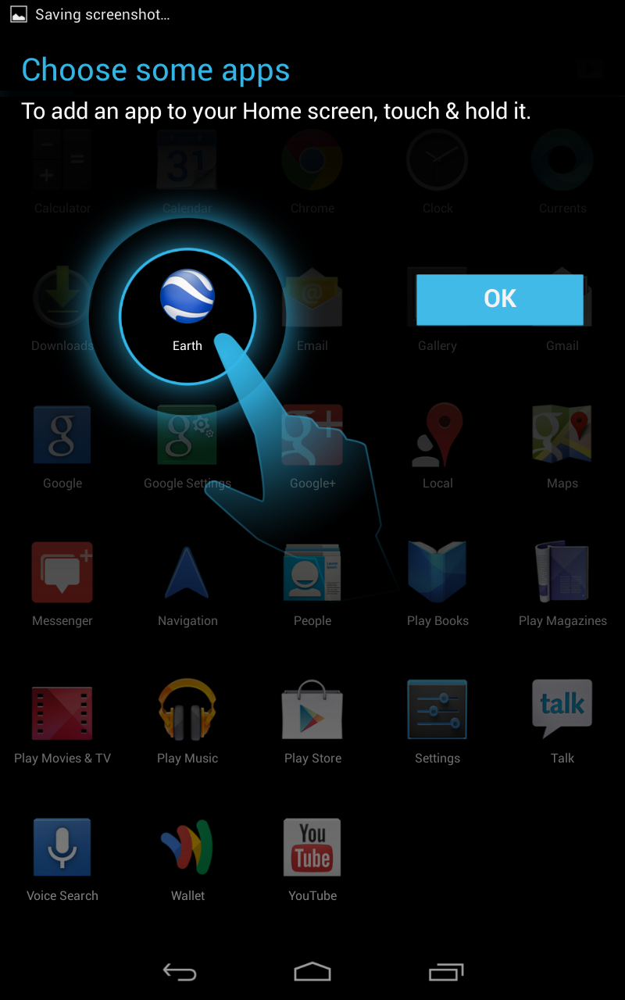 Saving screenshot...
Choose some apps
To add an app to your Home screen, touch & hold it.
31
Calculator Calendar Chrome Clock Currents
OK
Downloads Earth Email Gallery Gmail
g g g+
Google Google Settings Google+ Local Maps
Messenger Navigation People Play Books Play Magazines
talk
Play Movies & TV Play Music Play Store Settings Talk
You
Tube
Voice Search Wallet YouTube